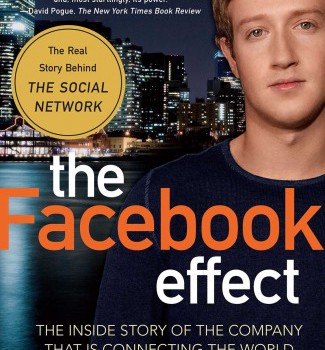 and, most startlingly, its power."
David Pogue, The New York Times Book Review
The Real
Story Behind
THE SOCIAL
NETWORK
the
Facebook
effect
THE INSIDE STORY OF THE COMPANY
THAT IS CONNECTING THE WORLD